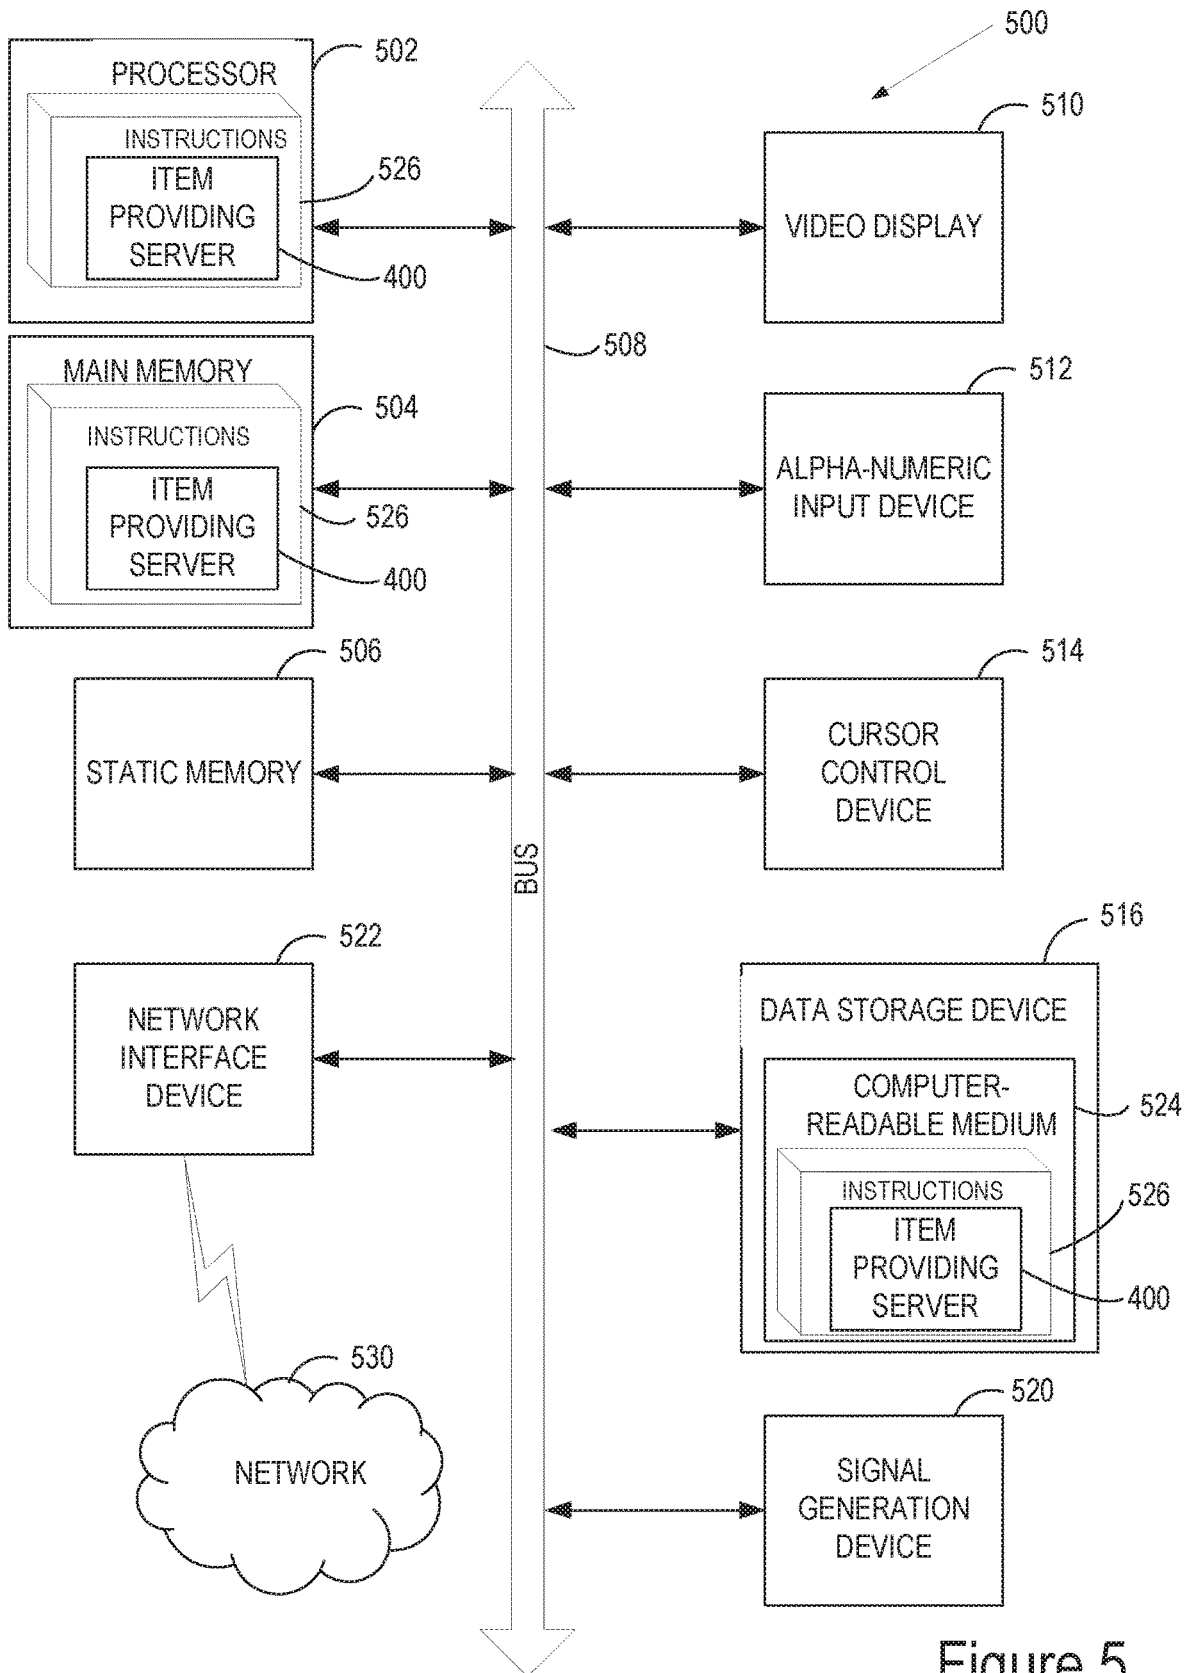 500
502
PROCESSOR
INSTRUCTIONS
ITEM
PROVIDING
SERVER
526
400
510
VIDEO DISPLAY
508
MAIN MEMORY
504
INSTRUCTIONS
ITEM
PROVIDING
SERVER
526
400
512
ALPHA-NUMERIC
INPUT DEVICE
506
STATIC MEMORY
514
CURSOR
CONTROL
DEVICE
BUS
522
NETWORK
INTERFACE
DEVICE
516
DATA STORAGE DEVICE
COMPUTER-
READABLE MEDIUM
524
INSTRUCTIONS
ITEM
PROVIDING
SERVER
526
400
530
NETWORK
520
SIGNAL
GENERATION
DEVICE
Figure 5